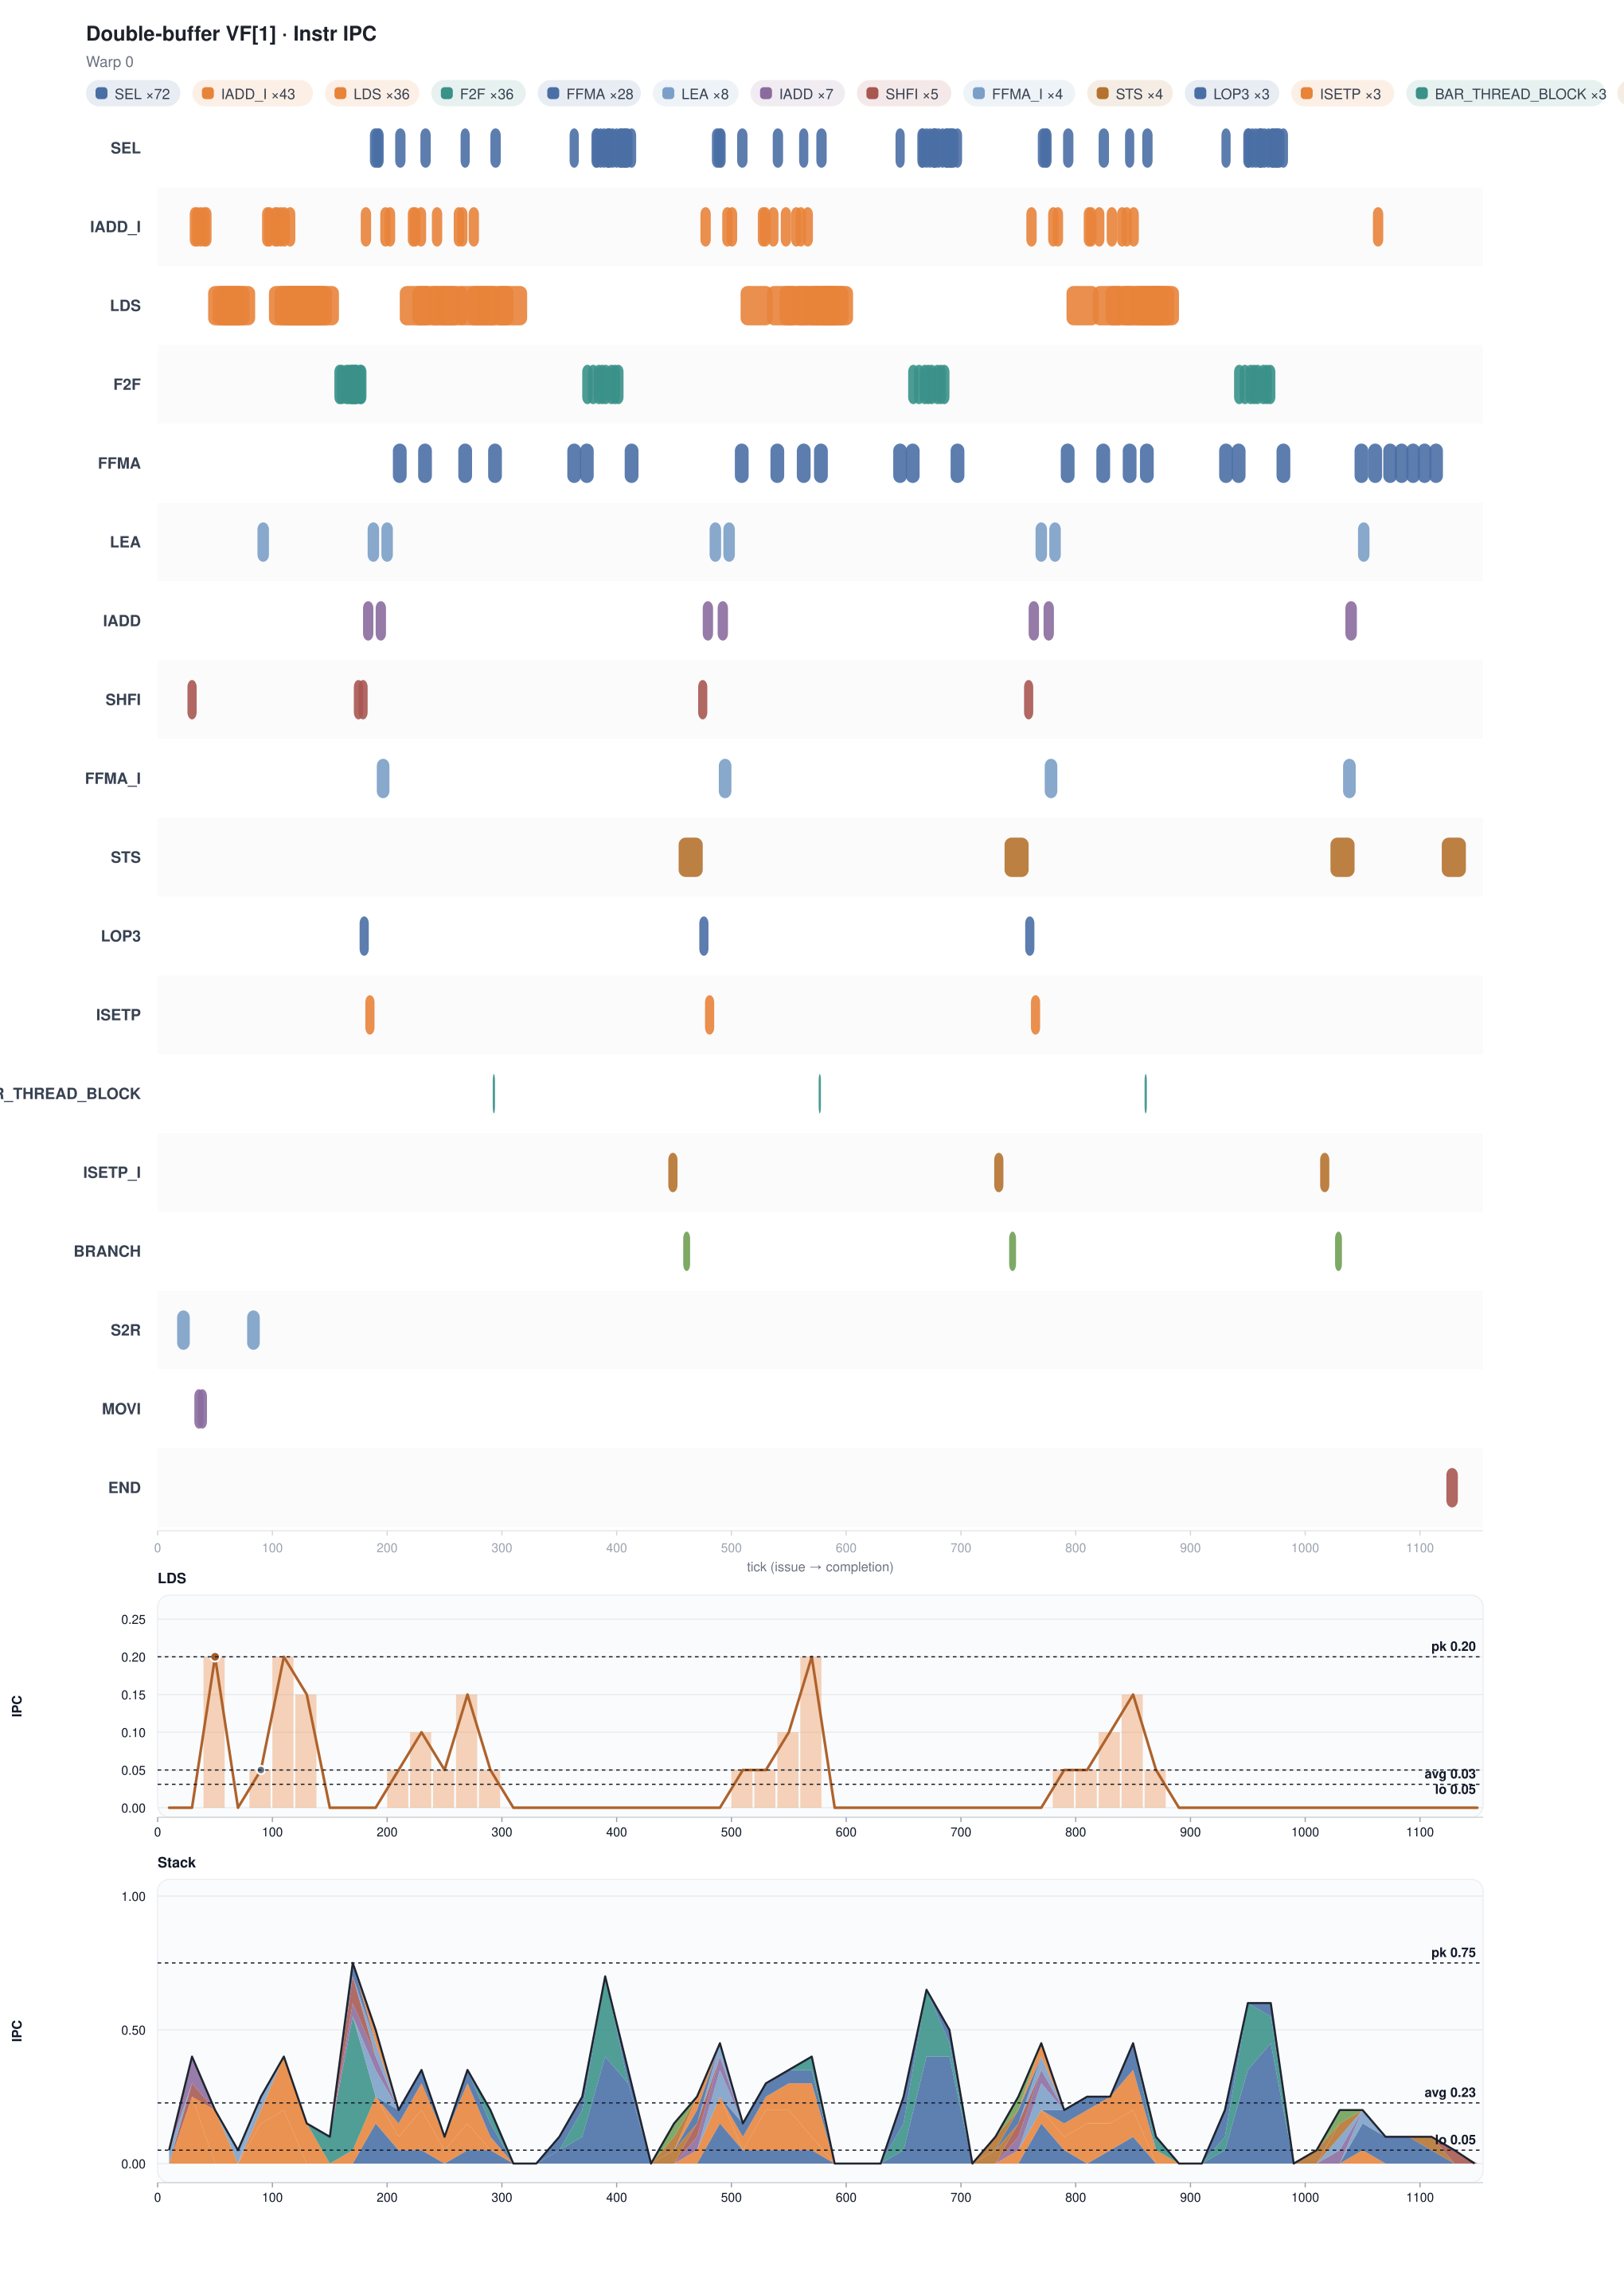 Double-buffer VF[1] · Instr IPC
Warp 0
SEL ×72 IADD_I ×43 LDS ×36 F2F ×36 FFMA ×28 LEA ×8 IADD ×7 SHFI ×5 FFMA_I ×4 STS ×4 LOP3 ×3 ISETP ×3 BAR_THREAD_BLOCK ×3
SEL
IADD_I
LDS
F2F
FFMA
LEA
IADD
SHFI
FFMA_I
STS
LOP3
ISETP
R_THREAD_BLOCK
ISETP_I
BRANCH
S2R
MOVI
END
0 100 200 300 400 500 600 700 800 900 1000 1100
tick (issue → completion)
LDS
IPC
0.25
0.20
0.15
0.10
0.05
0.00
pk 0.20
avg 0.03
lo 0.05
0 100 200 300 400 500 600 700 800 900 1000 1100
Stack
IPC
1.00
0.50
0.00
pk 0.75
avg 0.23
lo 0.05
0 100 200 300 400 500 600 700 800 900 1000 1100